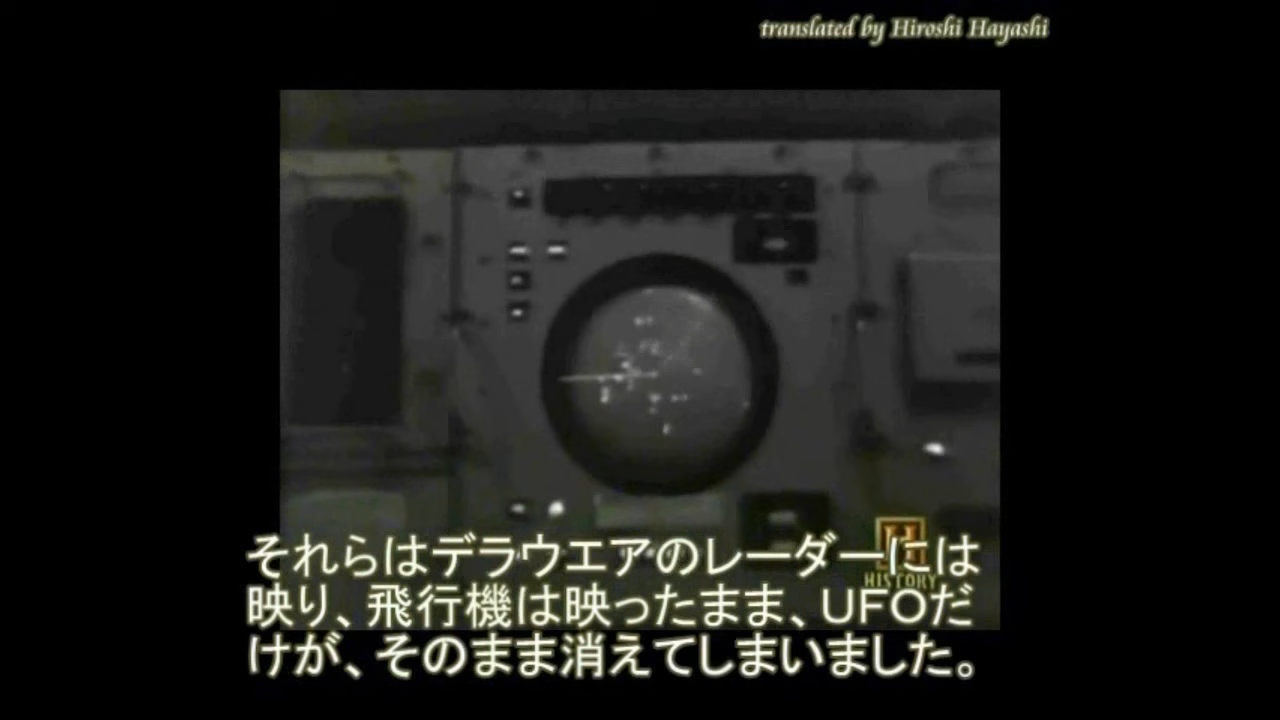 translated by Hiroshi Hayashi
H
HISTORY
それらはデラウエアのレーダーには
映り、飛行機は映ったまま、ＵＦＯだ
けが、そのまま消えてしまいました。